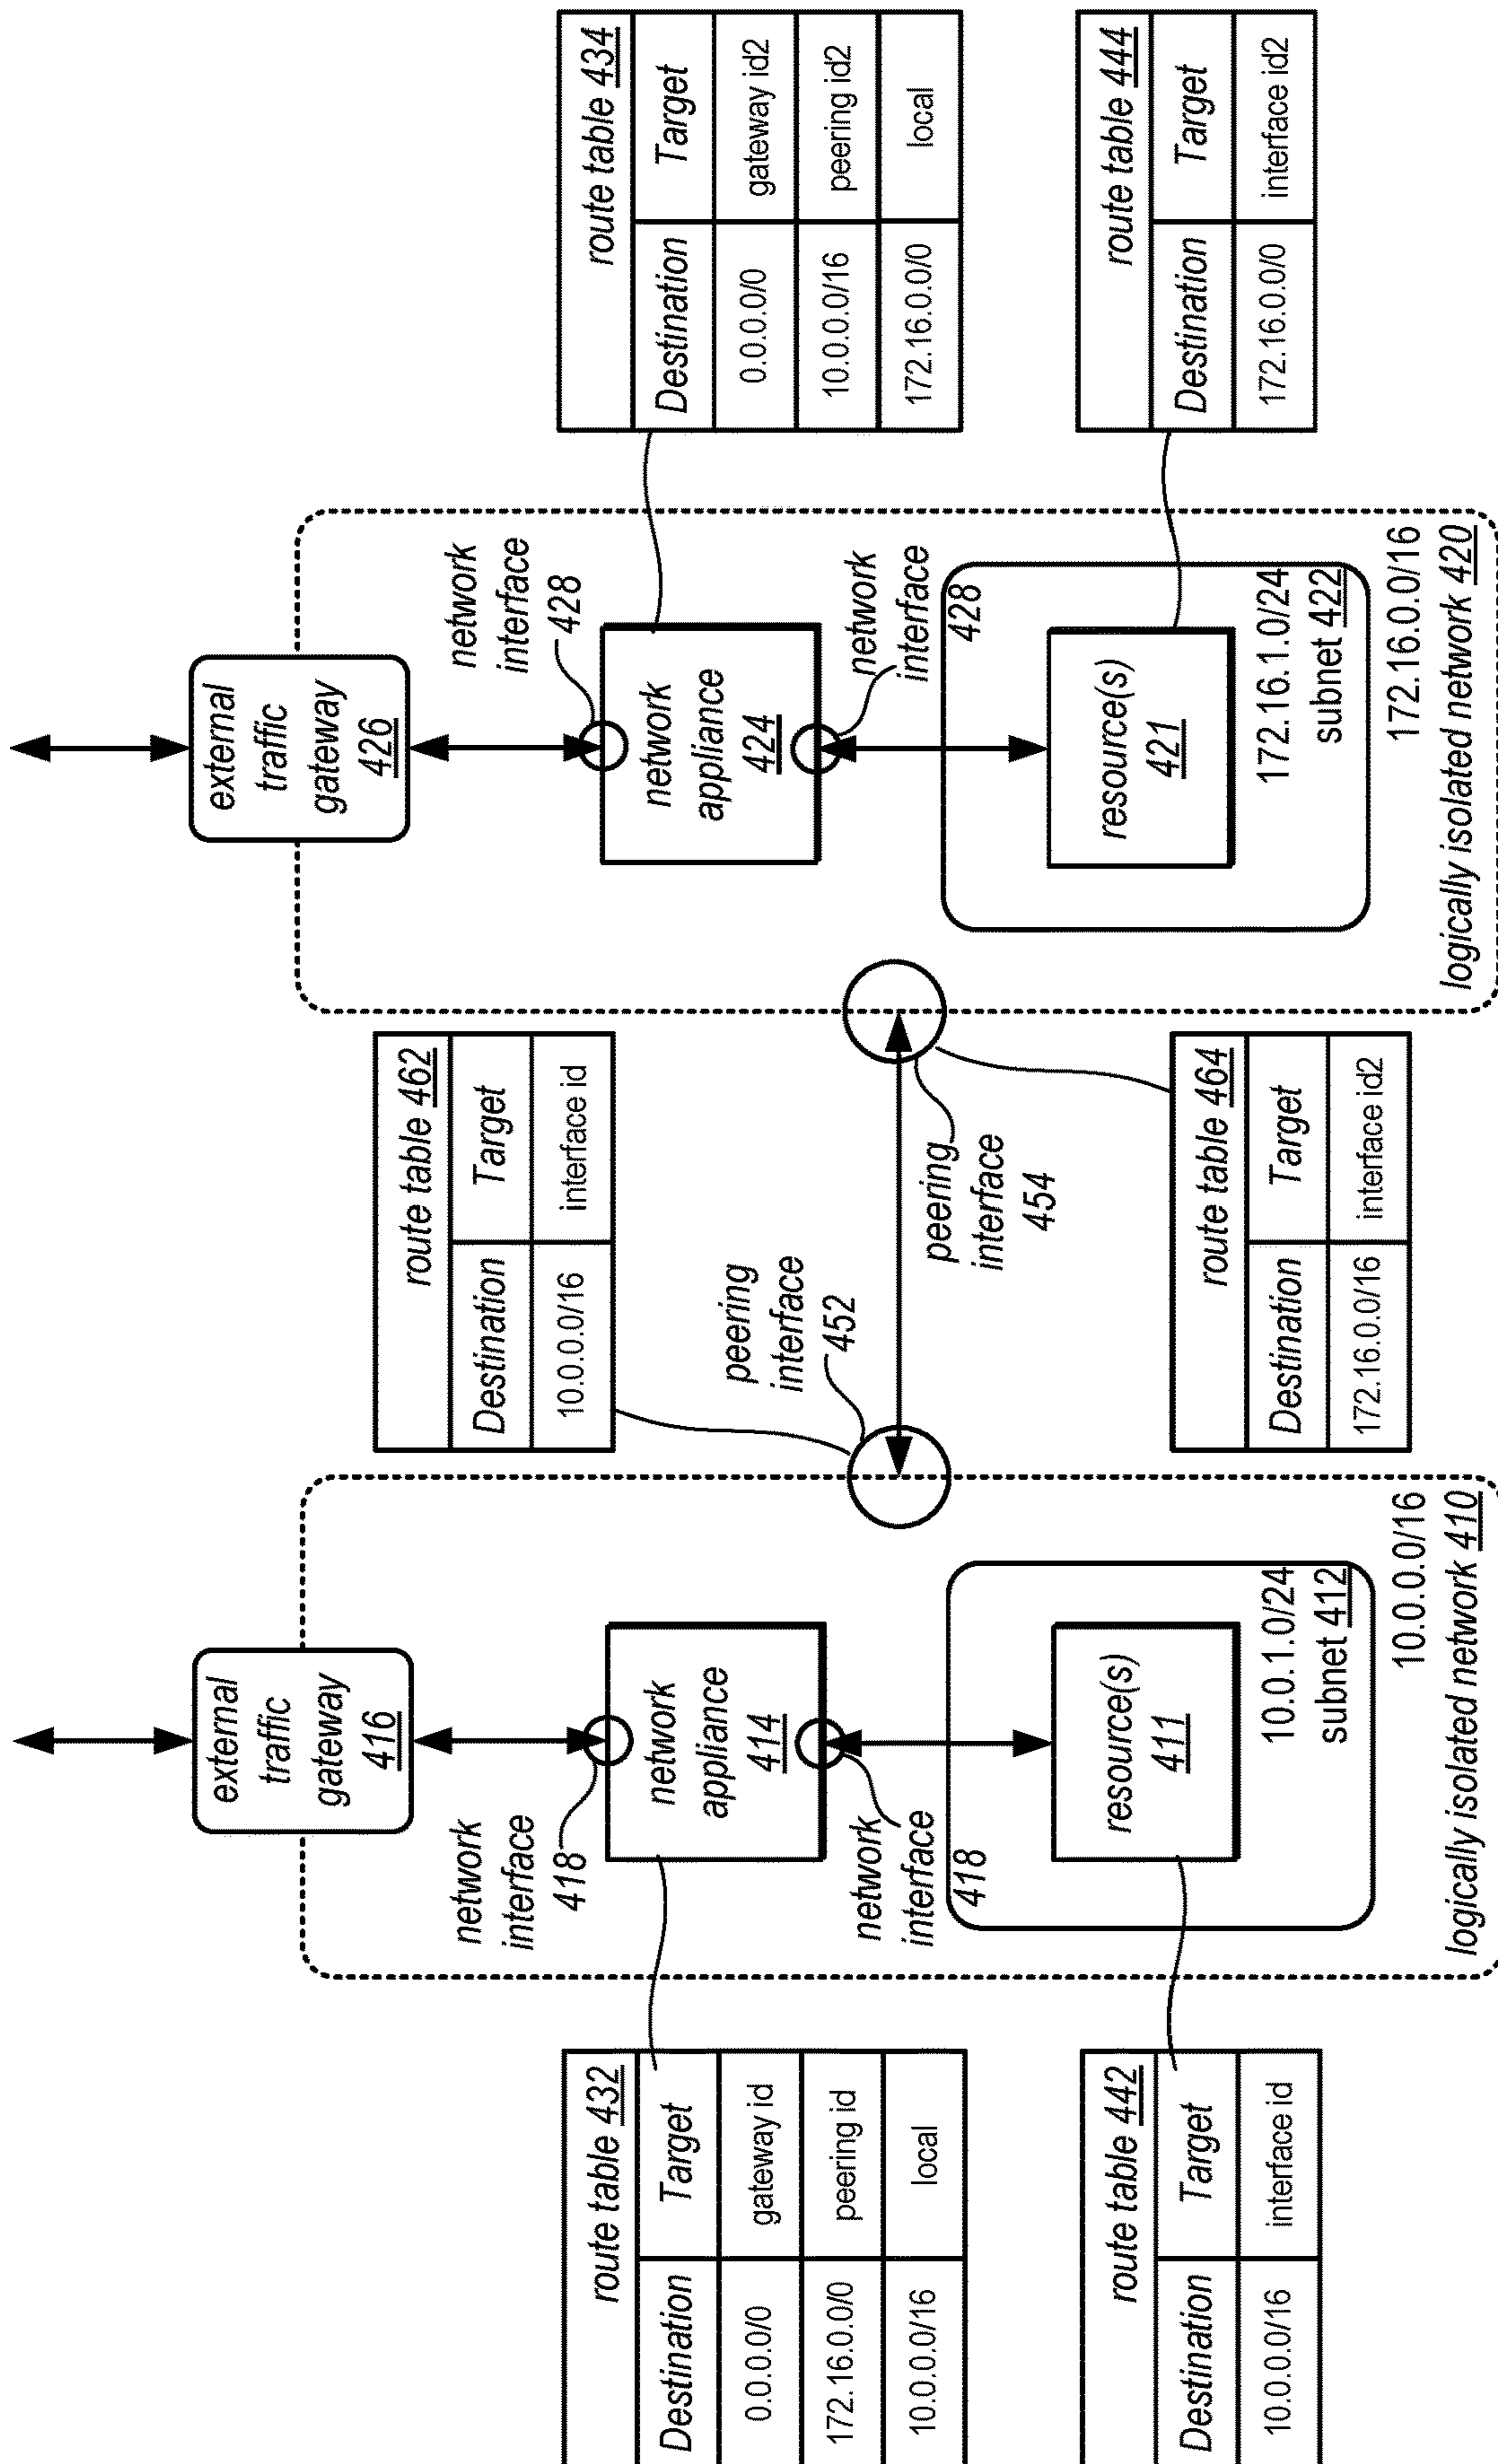 external
traffic
gateway
416
external
traffic
gateway
426
route table 462
Destination Target
10.0.0.0/16 interface id
network
interface
418
network
interface
428
route table 432
Destination Target
0.0.0.0/0 gateway id
172.16.0.0/0 peering id
10.0.0.0/16 local
network
appliance
414
peering
interface
452
network
appliance
424
route table 434
Destination Target
0.0.0.0/0 gateway id2
10.0.0.0/16 peering id2
172.16.0.0/0 local
network
interface
418
peering
interface
454
network
interface
428
route table 442
Destination Target
10.0.0.0/16 interface id
resource(s)
411
10.0.1.0/24
subnet 412
10.0.0.0/16
logically isolated network 410
route table 464
Destination Target
172.16.0.0/16 interface id2
resource(s)
421
172.16.1.0/24
subnet 422
172.16.0.0/16
logically isolated network 420
route table 444
Destination Target
172.16.0.0/0 interface id2